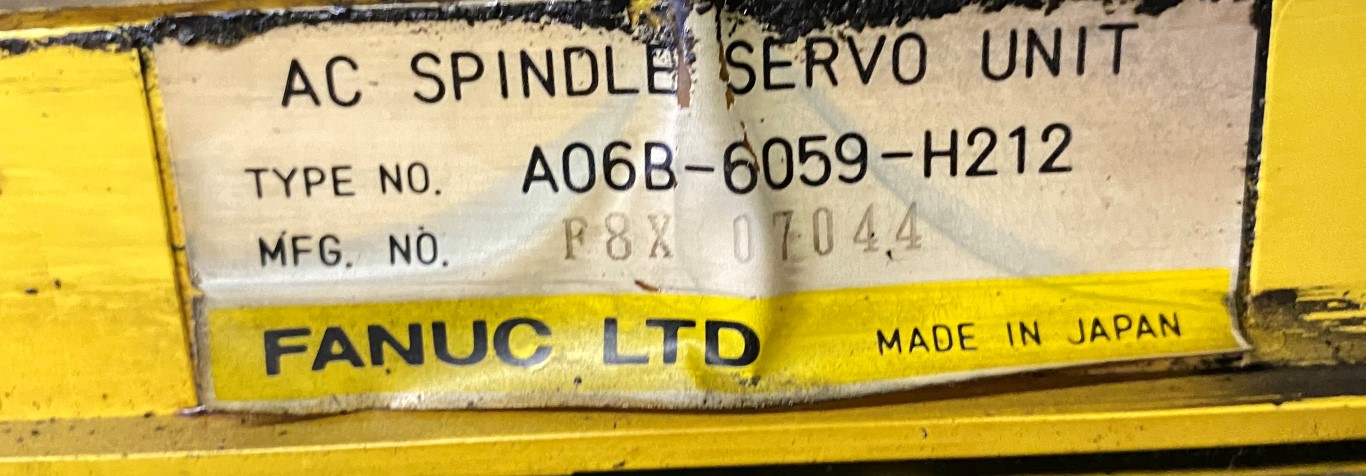 AC SPINDLE SERVO UNIT
TYPE NO. A06B-6059-H212
MFG. NO. F8X 07044
FANUC LTD MADE IN JAPAN